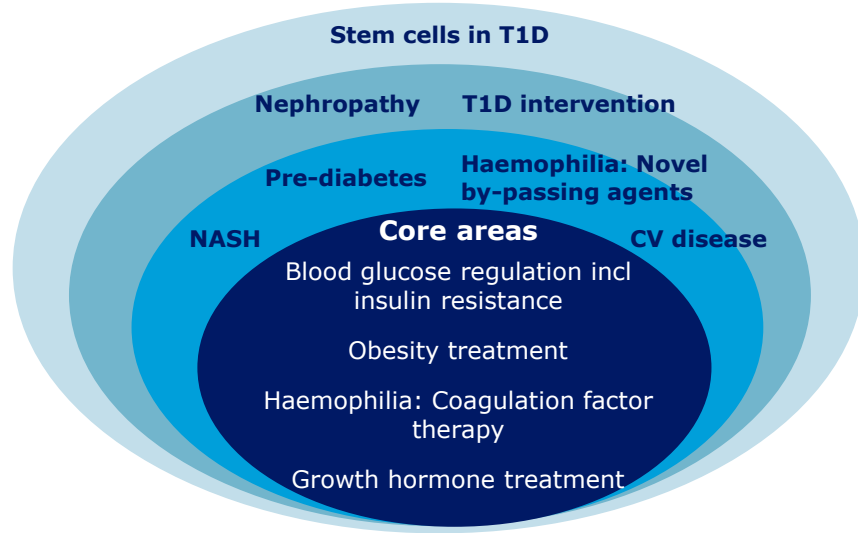 Stem cells in T1D
Nephropathy
T1D intervention
Pre-diabetes
Haemophilia: Novel
by-passing agents
NASH
CV disease
Core areas
Blood glucose regulation incl
insulin resistance
Obesity treatment
Haemophilia: Coagulation factor
therapy
Growth hormone treatment